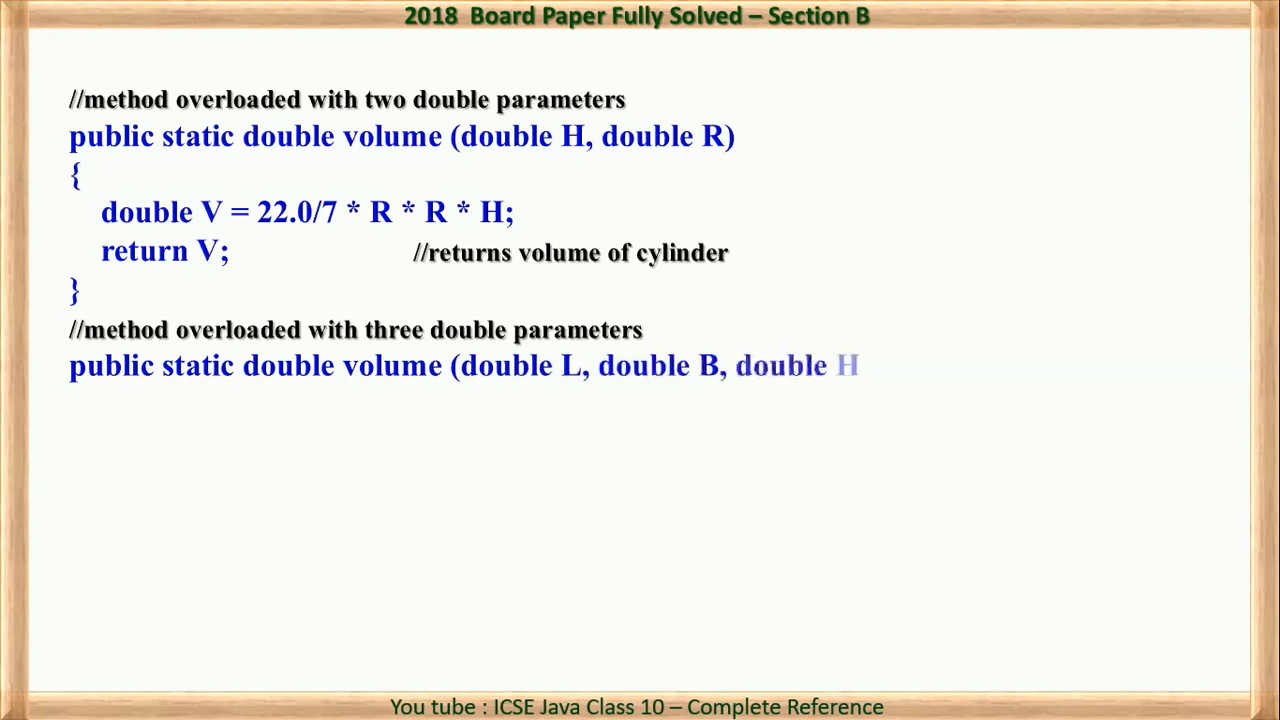 2018 Board Paper Fully Solved – Section B
//method overloaded with two double parameters
public static double volume (double H, double R)
{
double V = 22.0/7 * R * R * H;
return V; //returns volume of cylinder
}
//method overloaded with three double parameters
public static double volume (double L, double B, double H
You tube : ICSE Java Class 10 – Complete Reference